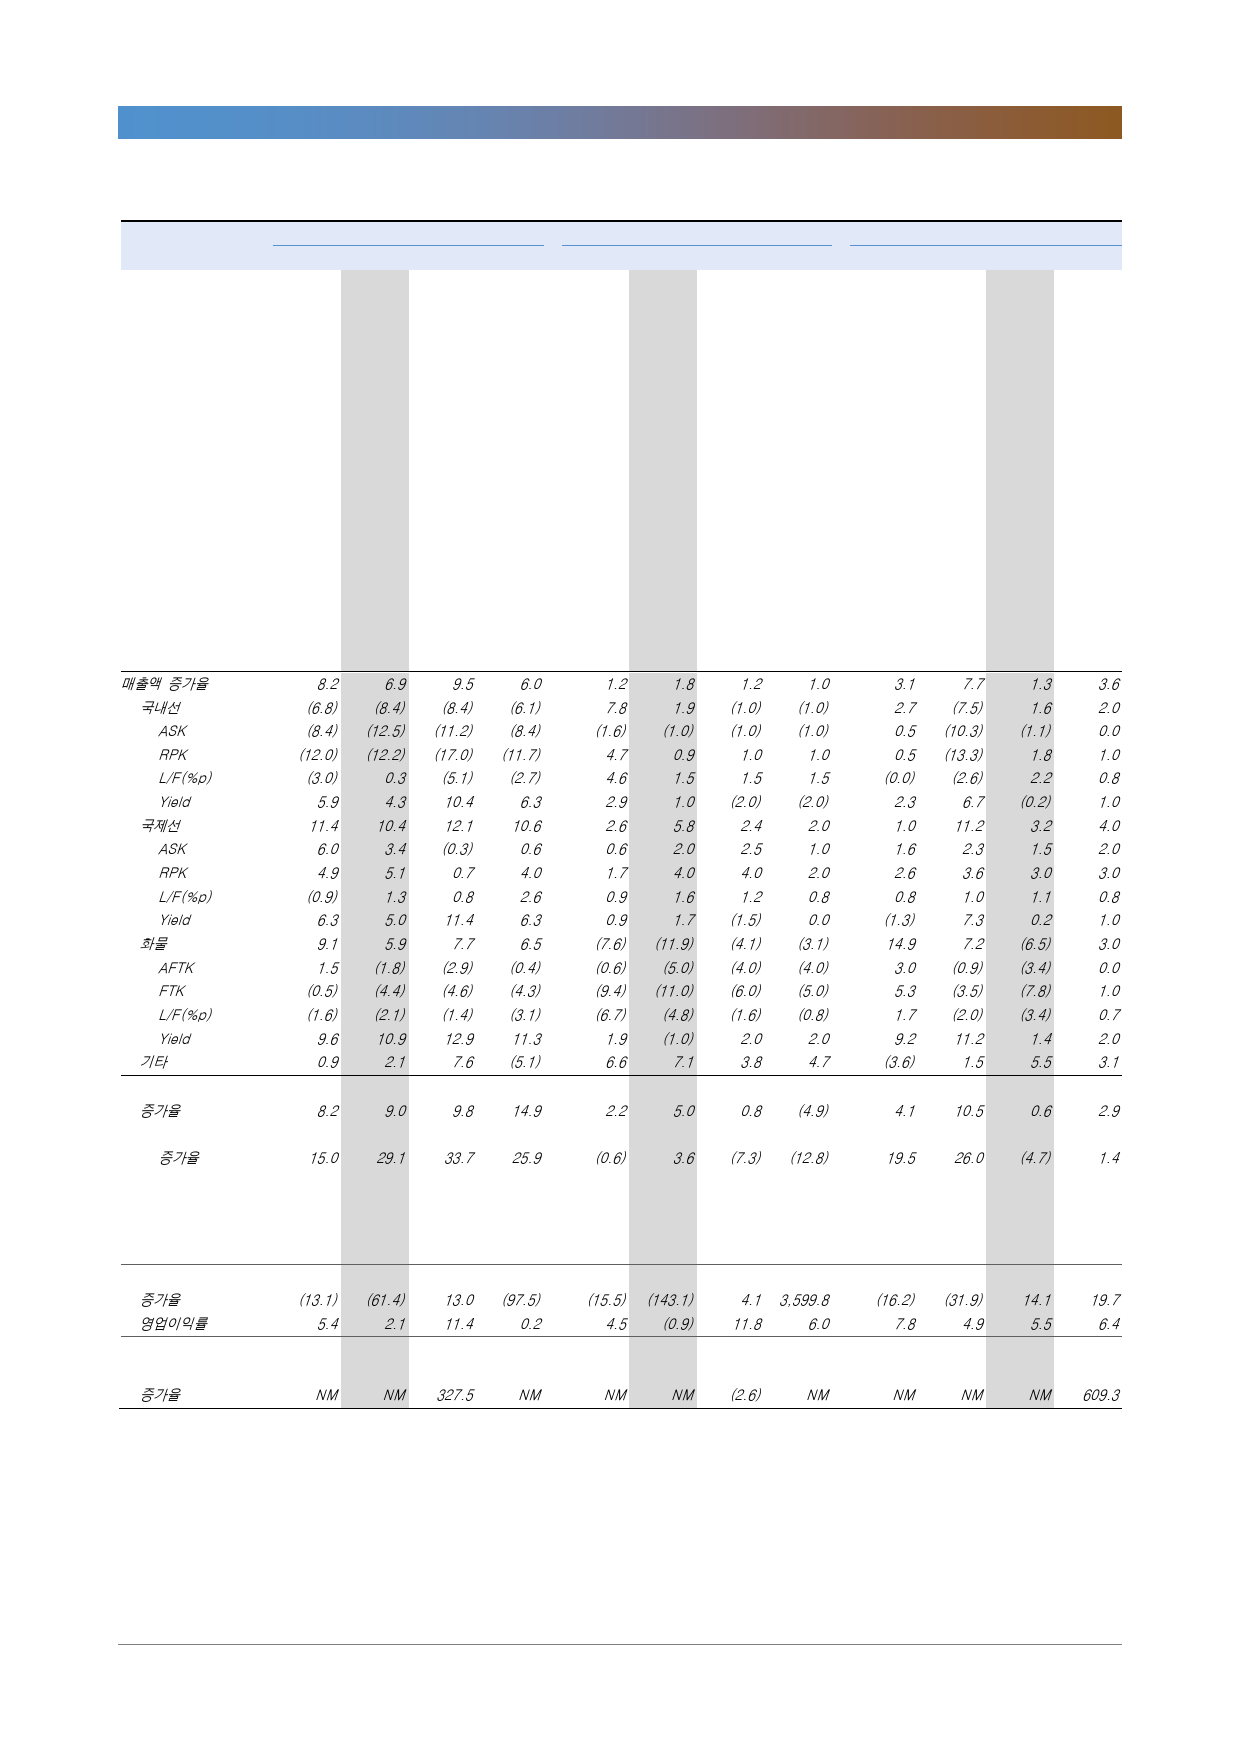 매출액 증가율 8.2 6.9 9.5 6.0 1.2 1.8 1.2 1.0 3.1 7.7 1.3 3.6
국내선 (6.8) (8.4) (8.4) (6.1) 7.8 1.9 (1.0) (1.0) 2.7 (7.5) 1.6 2.0
ASK (8.4) (12.5) (11.2) (8.4) (1.6) (1.0) (1.0) (1.0) 0.5 (10.3) (1.1) 0.0
RPK (12.0) (12.2) (17.0) (11.7) 4.7 0.9 1.0 1.0 0.5 (13.3) 1.8 1.0
L/F(%p) (3.0) 0.3 (5.1) (2.7) 4.6 1.5 1.5 1.5 (0.0) (2.6) 2.2 0.8
Yield 5.9 4.3 10.4 6.3 2.9 1.0 (2.0) (2.0) 2.3 6.7 (0.2) 1.0
국제선 11.4 10.4 12.1 10.6 2.6 5.8 2.4 2.0 1.0 11.2 3.2 4.0
ASK 6.0 3.4 (0.3) 0.6 0.6 2.0 2.5 1.0 1.6 2.3 1.5 2.0
RPK 4.9 5.1 0.7 4.0 1.7 4.0 4.0 2.0 2.6 3.6 3.0 3.0
L/F(%p) (0.9) 1.3 0.8 2.6 0.9 1.6 1.2 0.8 0.8 1.0 1.1 0.8
Yield 6.3 5.0 11.4 6.3 0.9 1.7 (1.5) 0.0 (1.3) 7.3 0.2 1.0
화물 9.1 5.9 7.7 6.5 (7.6) (11.9) (4.1) (3.1) 14.9 7.2 (6.5) 3.0
AFTK 1.5 (1.8) (2.9) (0.4) (0.6) (5.0) (4.0) (4.0) 3.0 (0.9) (3.4) 0.0
FTK (0.5) (4.4) (4.6) (4.3) (9.4) (11.0) (6.0) (5.0) 5.3 (3.5) (7.8) 1.0
L/F(%p) (1.6) (2.1) (1.4) (3.1) (6.7) (4.8) (1.6) (0.8) 1.7 (2.0) (3.4) 0.7
Yield 9.6 10.9 12.9 11.3 1.9 (1.0) 2.0 2.0 9.2 11.2 1.4 2.0
기타 0.9 2.1 7.6 (5.1) 6.6 7.1 3.8 4.7 (3.6) 1.5 5.5 3.1
증가율 8.2 9.0 9.8 14.9 2.2 5.0 0.8 (4.9) 4.1 10.5 0.6 2.9
증가율 15.0 29.1 33.7 25.9 (0.6) 3.6 (7.3) (12.8) 19.5 26.0 (4.7) 1.4
증가율 (13.1) (61.4) 13.0 (97.5) (15.5) (143.1) 4.1 3,599.8 (16.2) (31.9) 14.1 19.7
영업이익률 5.4 2.1 11.4 0.2 4.5 (0.9) 11.8 6.0 7.8 4.9 5.5 6.4
증가율 NM NM 327.5 NM NM NM (2.6) NM NM NM NM 609.3